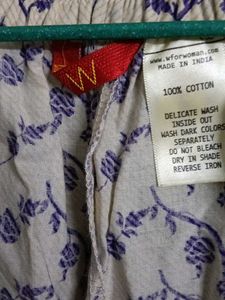 W
www.wforwoman.com
MADE IN INDIA
100% COTTON
DELICATE WASH
INSIDE OUT
WASH DARK COLORS
SEPARATELY
DO NOT BLEACH
DRY IN SHADE
REVERSE IRON